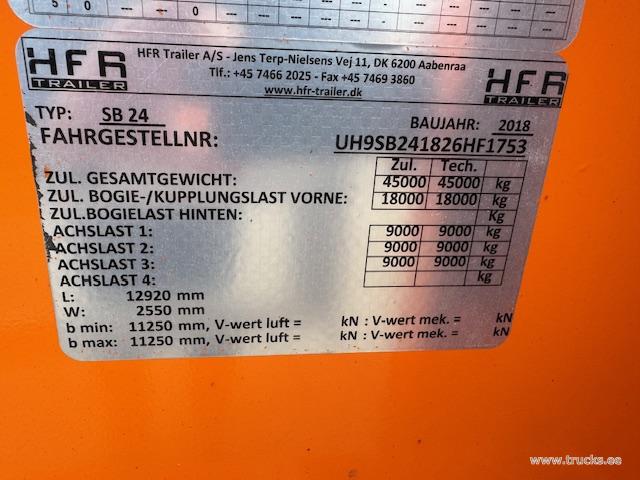 5 0 - - - 0 - - - - - - - - -
HFR TRAILER
HFR Trailer A/S - Jens Terp-Nielsens Vej 11, DK 6200 Aabenraa
Tlf.: +45 7466 2025 - Fax +45 7469 3860
www.hfr-trailer.dk
HFR TRAILER
TYP: SB 24
BAUJAHR: 2018
FAHRGESTELLNR: UH9SB241826HF1753
Zul. Tech.
ZUL. GESAMTGEWICHT: 45000 45000 kg
ZUL. BOGIE-/KUPPLUNGSLAST VORNE: 18000 18000 kg
ZUL.BOGIELAST HINTEN: Kg
ACHSLAST 1: 9000 9000 kg
ACHSLAST 2: 9000 9000 kg
ACHSLAST 3: 9000 9000 kg
ACHSLAST 4: kg
L: 12920 mm
W: 2550 mm
b min: 11250 mm, V-wert luft = kN : V-wert mek. = kN
b max: 11250 mm, V-wert luft = kN : V-wert mek. = kN
www.trucks.ee